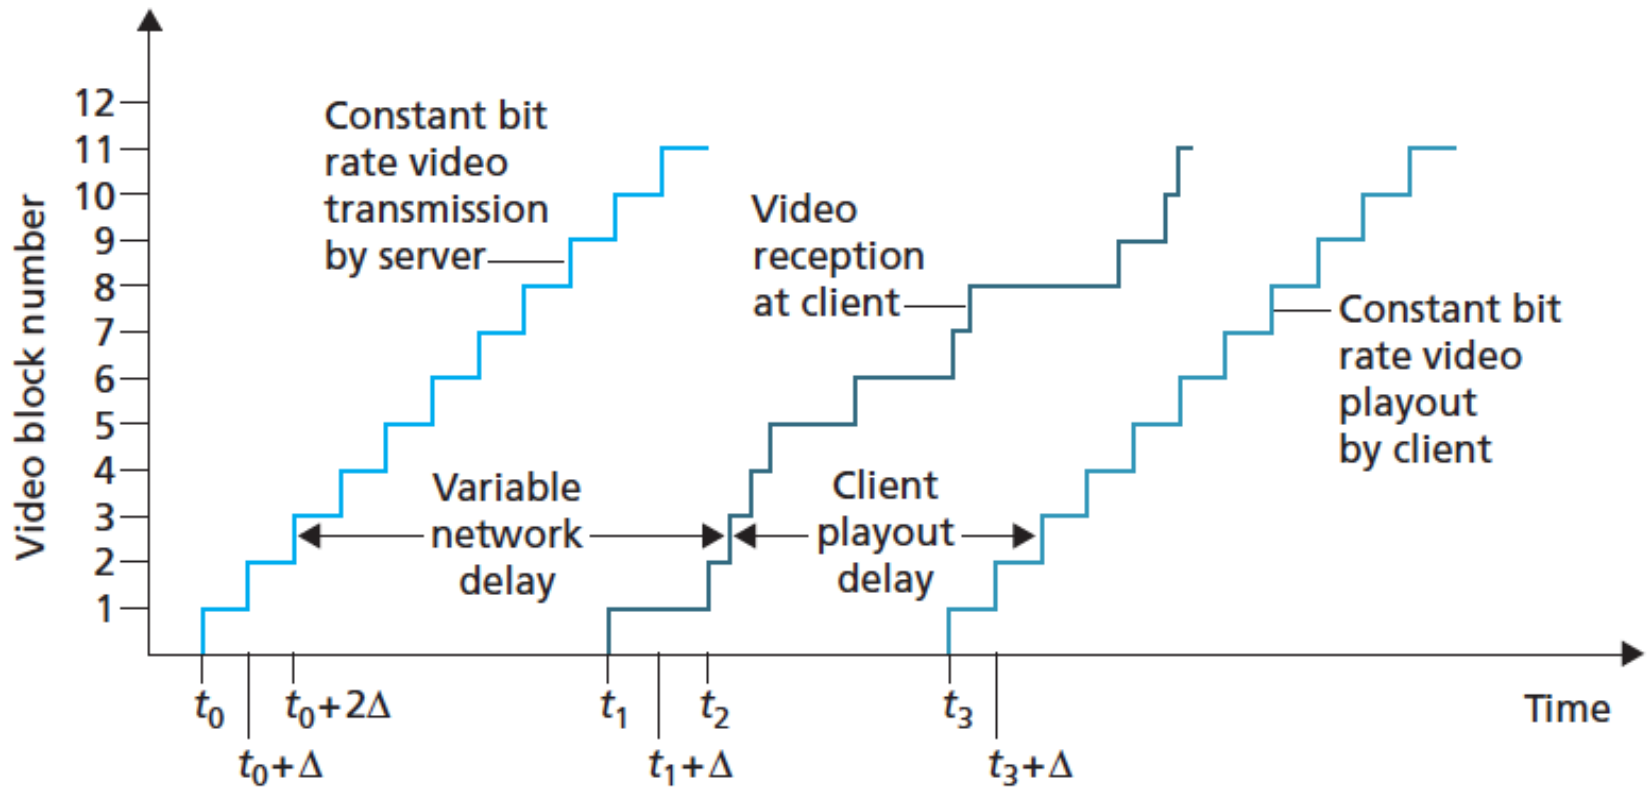 Video block number
12
11
10
9
8
7
6
5
4
3
2
1
Constant bit
rate video
transmission
by server
Video
reception
at client
Constant bit
rate video
playout
by client
Variable
network
delay
Client
playout
delay
t₀
t₀+2Δ
t₁
t₂
t₃
Time
t₀+Δ
t₁+Δ
t₃+Δ